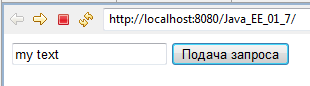 http://localhost:8080/Java_EE_01_7/
my text Подача запроса